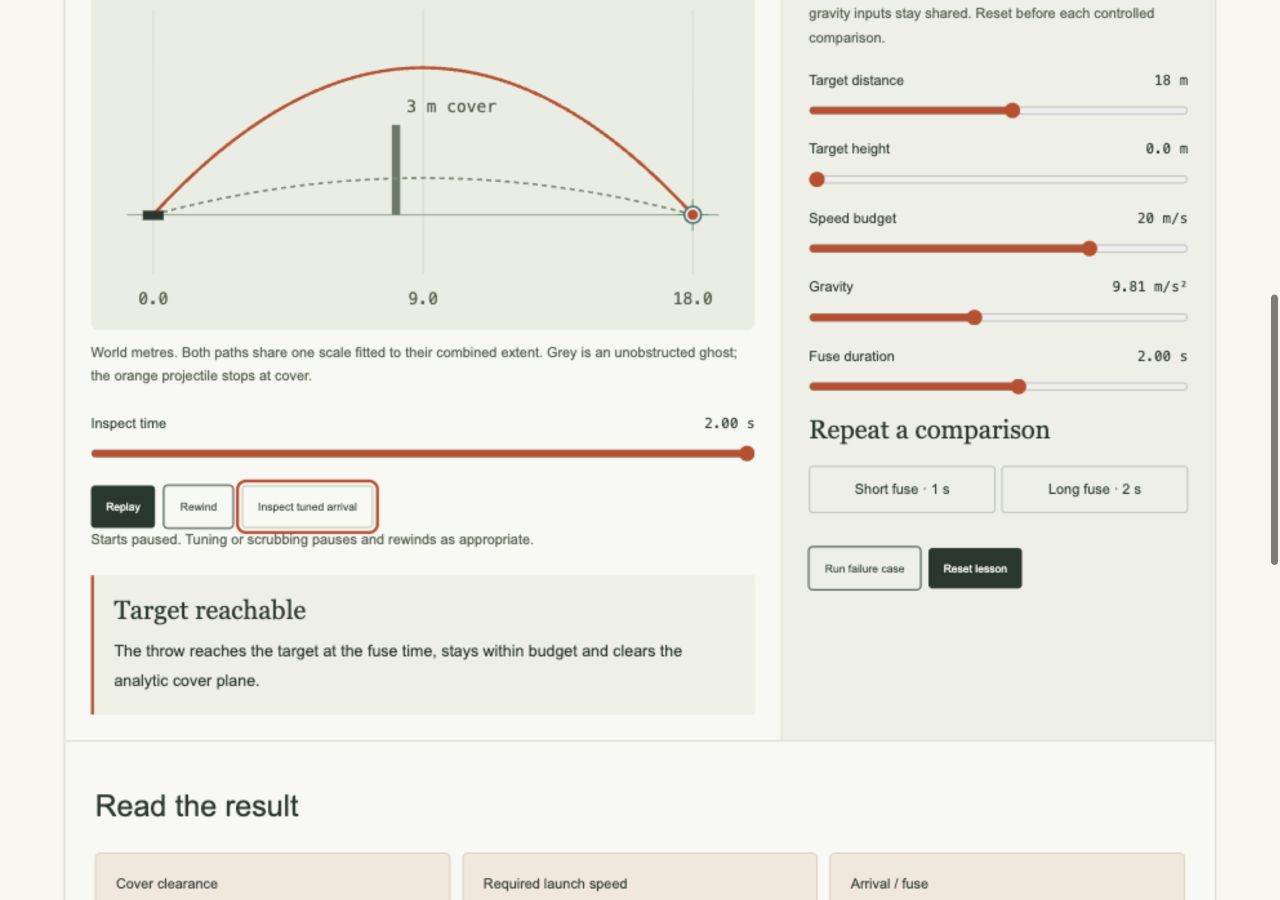 3 m cover
0.0
9.0
18.0
World metres. Both paths share one scale fitted to their combined extent. Grey is an unobstructed ghost;
the orange projectile stops at cover.
Inspect time
2.00 s
Replay
Rewind
Inspect tuned arrival
Starts paused. Tuning or scrubbing pauses and rewinds as appropriate.
Target reachable
The throw reaches the target at the fuse time, stays within budget and clears the
analytic cover plane.
gravity inputs stay shared. Reset before each controlled
comparison.
Target distance
18 m
Target height
0.0 m
Speed budget
20 m/s
Gravity
9.81 m/s²
Fuse duration
2.00 s
Repeat a comparison
Short fuse · 1 s
Long fuse · 2 s
Run failure case
Reset lesson
Read the result
Cover clearance
Required launch speed
Arrival / fuse